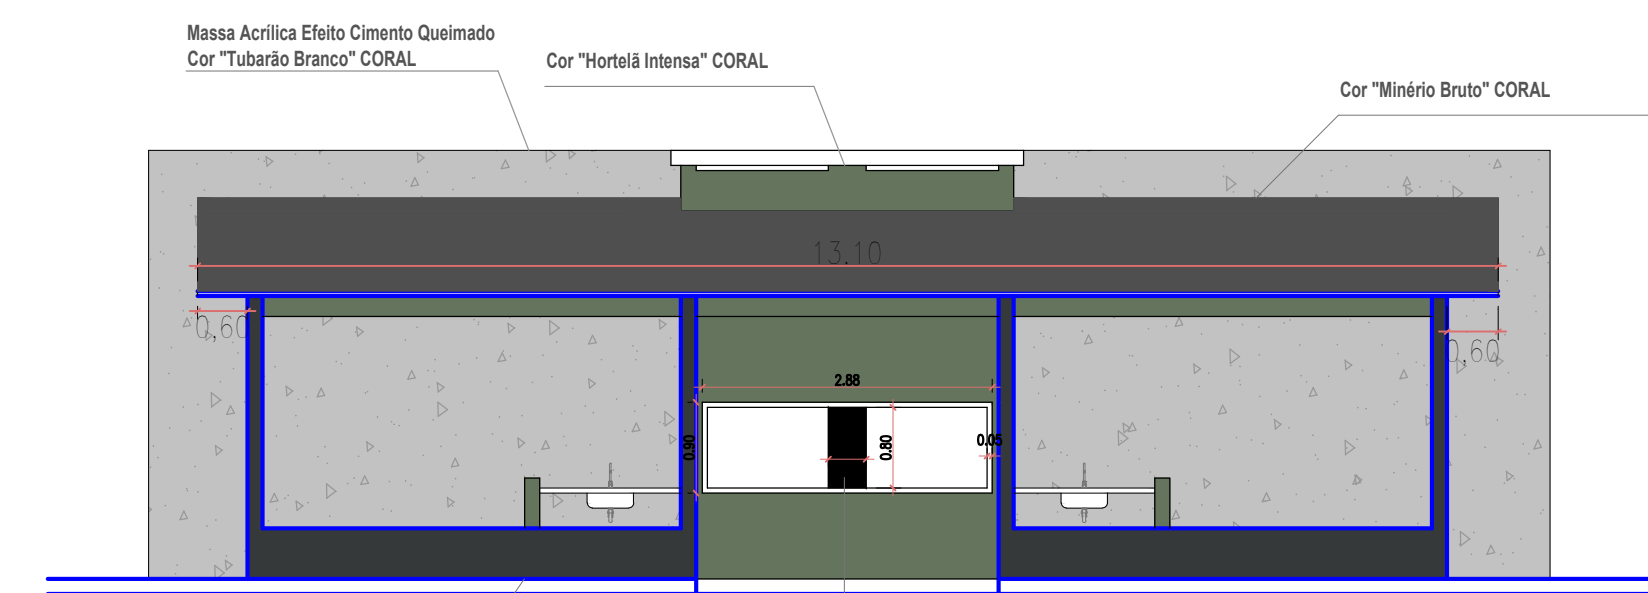 Massa Acrílica Efeito Cimento Queimado
Cor "Tubarão Branco" CORAL
Cor "Hortelã Intensa" CORAL
Cor "Minério Bruto" CORAL
13.10
0,60
0,60
2.88
0.90
0.80
0.05